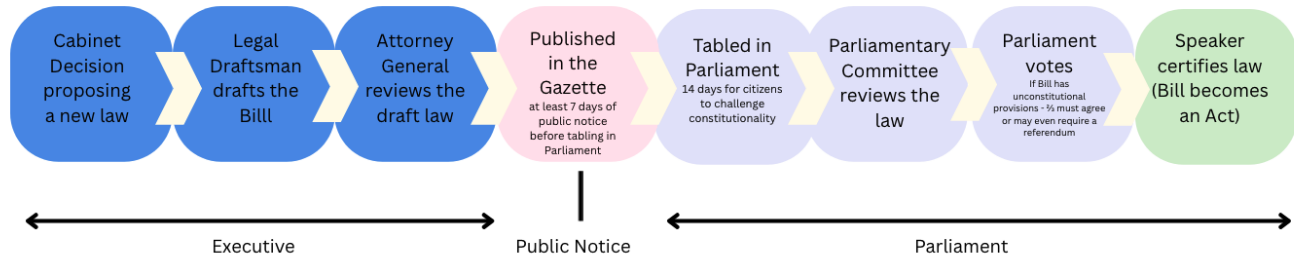 Cabinet
Decision
proposing
a new law
Legal
Draftsman
drafts the
Billl
Attorney
General
reviews the
draft law
Published
in the
Gazette
at least 7 days of
public notice
before tabling in
Parliament
Tabled in
Parliament
14 days for citizens
to challenge
constitutionality
Parliamentary
Committee
reviews the
law
Parliament
votes
If Bill has
unconstitutional
provisions - ⅔ must agree
or may even require a
referendum
Speaker
certifies law
(Bill becomes
an Act)
Executive
Public Notice
Parliament